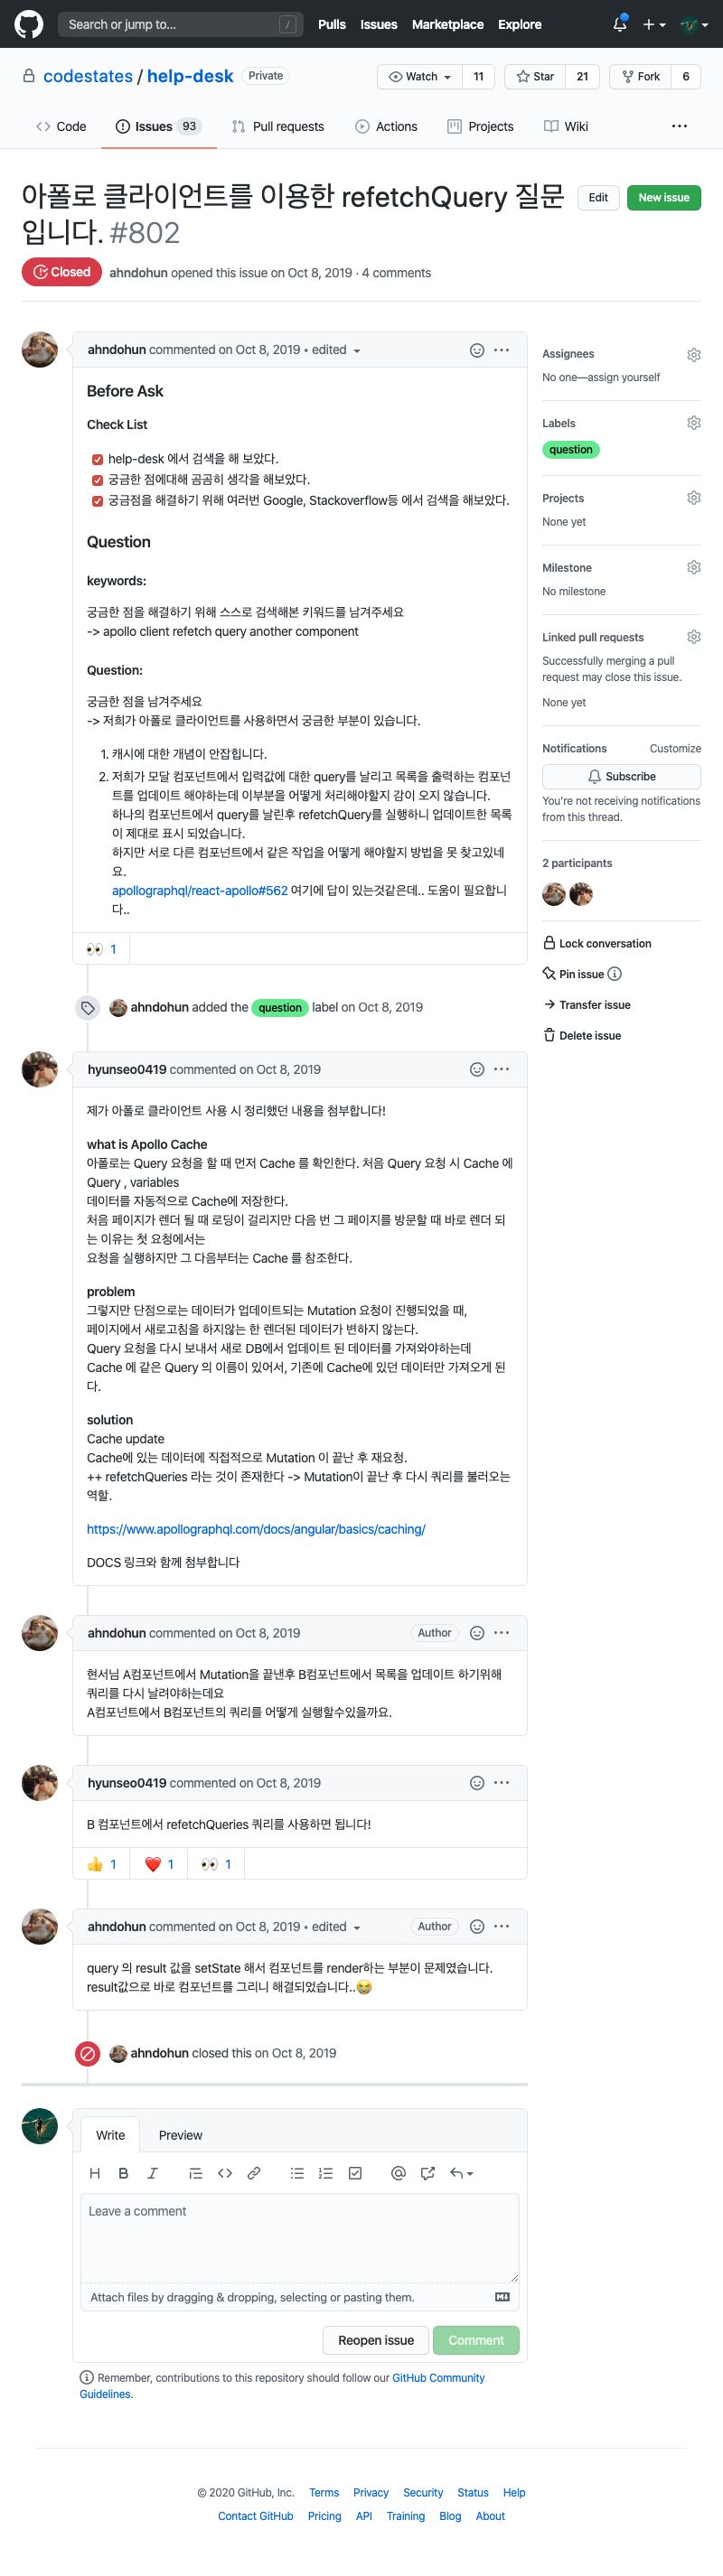 Search or jump to... /
Pulls Issues Marketplace Explore
codestates / help-desk Private
Watch 11 Star 21 Fork 6
Code Issues 93 Pull requests Actions Projects Wiki ...
아폴로 클라이언트를 이용한 refetchQuery 질문
입니다. #802
Edit New issue
Closed ahndohun opened this issue on Oct 8, 2019 · 4 comments
ahndohun commented on Oct 8, 2019 • edited
Before Ask
Check List
help-desk 에서 검색을 해 보았다.
궁금한 점에대해 곰곰히 생각을 해보았다.
궁금점을 해결하기 위해 여러번 Google, Stackoverflow등 에서 검색을 해보았다.
Question
keywords:
궁금한 점을 해결하기 위해 스스로 검색해본 키워드를 남겨주세요
-> apollo client refetch query another component
Question:
궁금한 점을 남겨주세요
-> 저희가 아폴로 클라이언트를 사용하면서 궁금한 부분이 있습니다.
1. 캐시에 대한 개념이 안잡힙니다.
2. 저희가 모달 컴포넌트에서 입력값에 대한 query를 날리고 목록을 출력하는 컴포넌
트를 업데이트 해야하는데 이부분을 어떻게 처리해야할지 감이 오지 않습니다.
하나의 컴포넌트에서 query를 날린후 refetchQuery를 실행하니 업데이트한 목록
이 제대로 표시 되었습니다.
하지만 서로 다른 컴포넌트에서 같은 작업을 어떻게 해야할지 방법을 못 찾고있네
요.
apollographql/react-apollo#562 여기에 답이 있는것같은데.. 도움이 필요합니
다..
1
ahndohun added the question label on Oct 8, 2019
hyunseo0419 commented on Oct 8, 2019
제가 아폴로 클라이언트 사용 시 정리했던 내용을 첨부합니다!
what is Apollo Cache
아폴로는 Query 요청을 할 때 먼저 Cache 를 확인한다. 처음 Query 요청 시 Cache 에
Query , variables
데이터를 자동적으로 Cache에 저장한다.
처음 페이지가 렌더 될 때 로딩이 걸리지만 다음 번 그 페이지를 방문할 때 바로 렌더 되
는 이유는 첫 요청에서는
요청을 실행하지만 그 다음부터는 Cache 를 참조한다.
problem
그렇지만 단점으로는 데이터가 업데이트되는 Mutation 요청이 진행되었을 때,
페이지에서 새로고침을 하지않는 한 렌더된 데이터가 변하지 않는다.
Query 요청을 다시 보내서 새로 DB에서 업데이트 된 데이터를 가져와야하는데
Cache 에 같은 Query 의 이름이 있어서, 기존에 Cache에 있던 데이터만 가져오게 된
다.
solution
Cache update
Cache에 있는 데이터에 직접적으로 Mutation 이 끝난 후 재요청.
++ refetchQueries 라는 것이 존재한다 -> Mutation이 끝난 후 다시 쿼리를 불러오는
역할.
https://www.apollographql.com/docs/angular/basics/caching/
DOCS 링크와 함께 첨부합니다
ahndohun commented on Oct 8, 2019 Author
현서님 A컴포넌트에서 Mutation을 끝낸후 B컴포넌트에서 목록을 업데이트 하기위해
쿼리를 다시 날려야하는데요
A컴포넌트에서 B컴포넌트의 쿼리를 어떻게 실행할수있을까요.
hyunseo0419 commented on Oct 8, 2019
B 컴포넌트에서 refetchQueries 쿼리를 사용하면 됩니다!
1 1 1
ahndohun commented on Oct 8, 2019 • edited Author
query 의 result 값을 setState 해서 컴포넌트를 render하는 부분이 문제였습니다.
result값으로 바로 컴포넌트를 그리니 해결되었습니다..😭
ahndohun closed this on Oct 8, 2019
Write Preview
H B I
Leave a comment
Attach files by dragging & dropping, selecting or pasting them.
Reopen issue Comment
Remember, contributions to this repository should follow our GitHub Community
Guidelines.
Assignees
No one—assign yourself
Labels
question
Projects
None yet
Milestone
No milestone
Linked pull requests
Successfully merging a pull
request may close this issue.
None yet
Notifications Customize
Subscribe
You're not receiving notifications
from this thread.
2 participants
Lock conversation
Pin issue
Transfer issue
Delete issue
© 2020 GitHub, Inc. Terms Privacy Security Status Help
Contact GitHub Pricing API Training Blog About